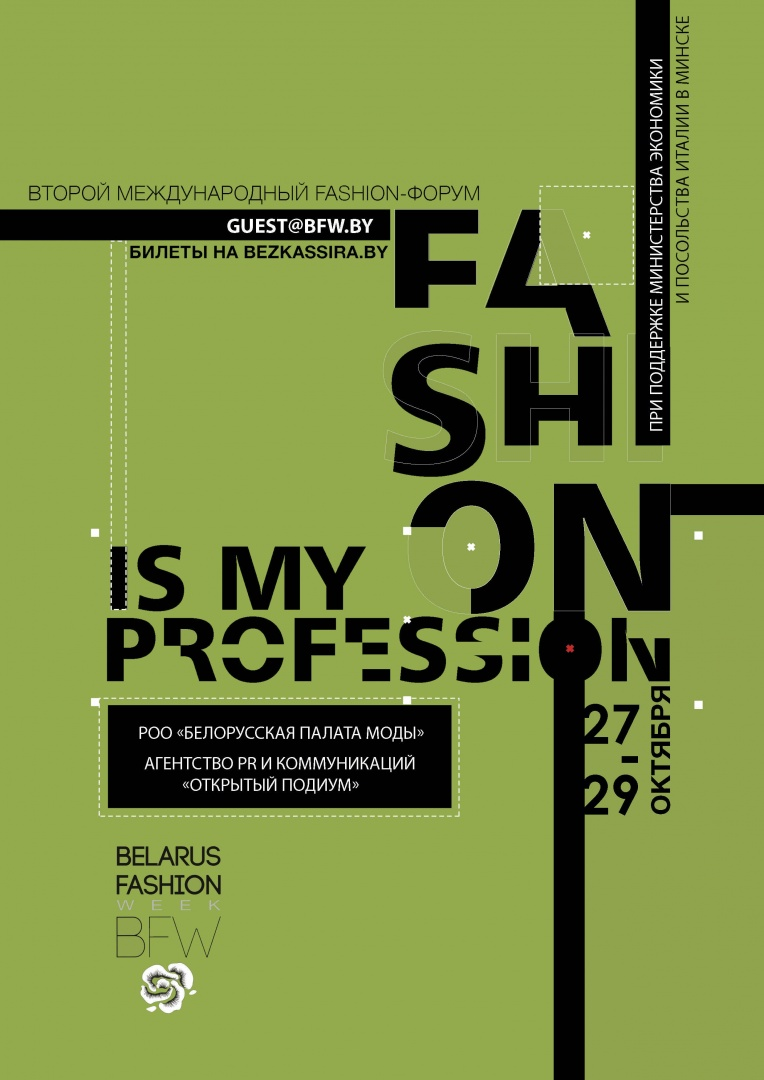 ВТОРОЙ МЕЖДУНАРОДНЫЙ FASHION-ФОРУМ
GUEST@BFW.BY
БИЛЕТЫ НА BEZKASSIRA.BY
ПРИ ПОДДЕРЖКЕ МИНИСТЕРСТВА ЭКОНОМИКИ
И ПОСОЛЬСТВА ИТАЛИИ В МИНСКЕ
FA
SHI
ON
IS MY
PROFESSION
27
-
29
ОКТЯБРЯ
РОО «БЕЛОРУССКАЯ ПАЛАТА МОДЫ»
АГЕНТСТВО PR И КОММУНИКАЦИЙ
«ОТКРЫТЫЙ ПОДИУМ»
BELARUS
FASHION
WEEK
BFW